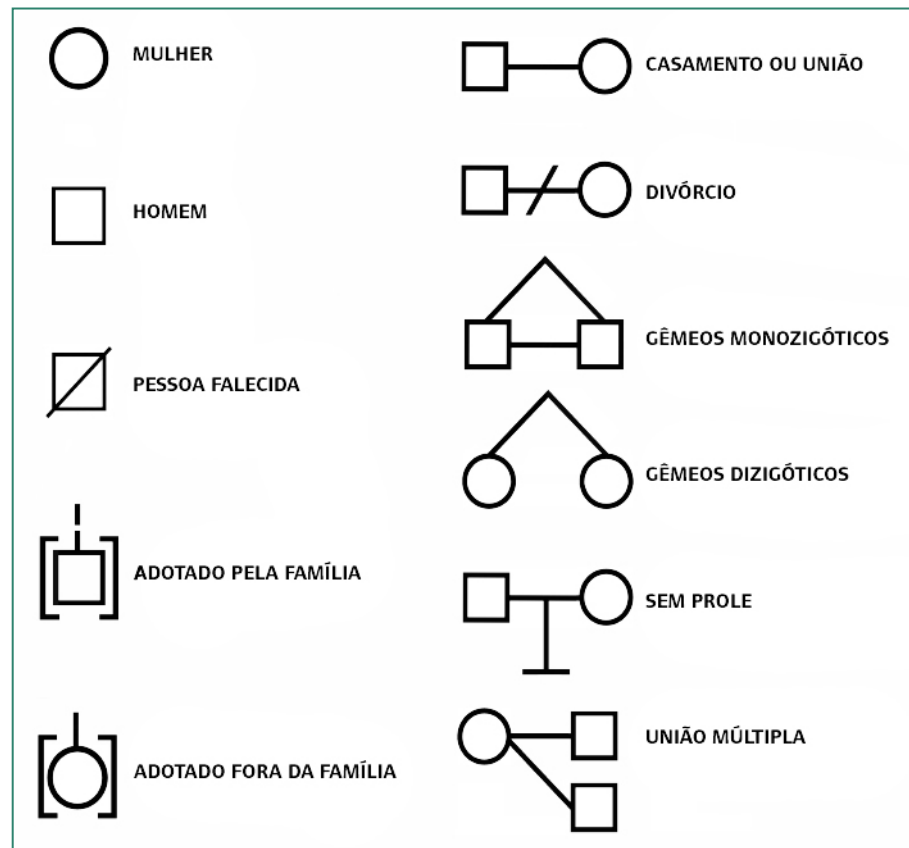 MULHER
HOMEM
PESSOA FALECIDA
ADOTADO PELA FAMÍLIA
ADOTADO FORA DA FAMÍLIA
CASAMENTO OU UNIÃO
DIVÓRCIO
GÊMEOS MONOZIGÓTICOS
GÊMEOS DIZIGÓTICOS
SEM PROLE
UNIÃO MÚLTIPLA